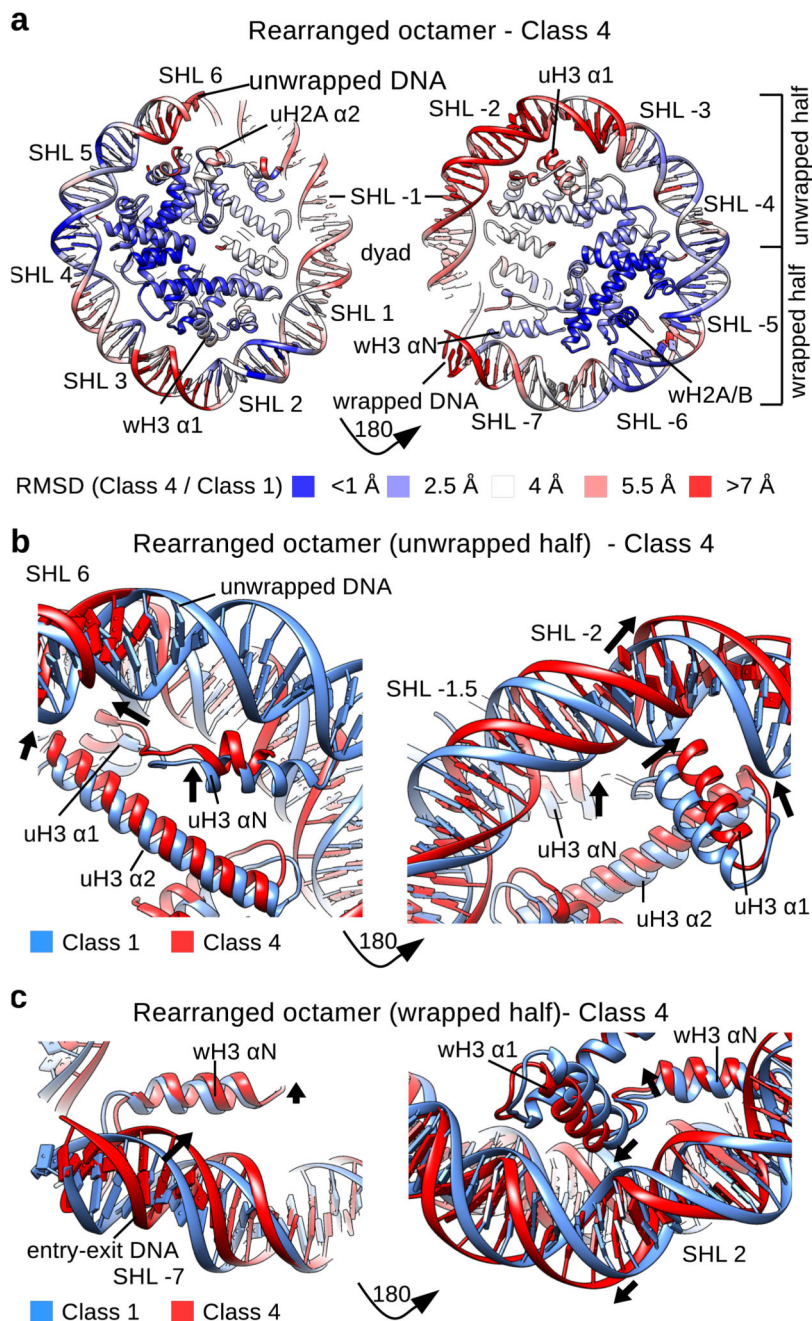 a
Rearranged octamer - Class 4
SHL 6
unwrapped DNA
uH2A α2
SHL 5
SHL 4
SHL 3
wH3 α1
SHL 2
SHL 1
SHL -1
dyad
uH3 α1
SHL -2
SHL -3
SHL -4
SHL -5
wH3 αN
wrapped DNA
SHL -7
SHL -6
wH2A/B
unwrapped half
wrapped half
180
RMSD (Class 4 / Class 1) <1 Å 2.5 Å 4 Å 5.5 Å >7 Å
b
Rearranged octamer (unwrapped half) - Class 4
SHL 6
unwrapped DNA
uH3 α1
uH3 αN
uH3 α2
SHL -2
SHL -1.5
uH3 αN
uH3 α2
uH3 α1
Class 1 Class 4
180
c
Rearranged octamer (wrapped half)- Class 4
wH3 αN
entry-exit DNA
SHL -7
wH3 α1
wH3 αN
SHL 2
Class 1 Class 4
180